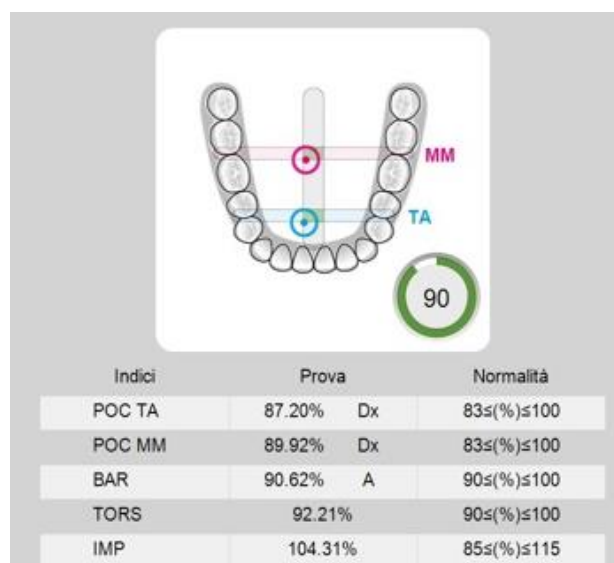 MM
TA
90
Indici Prova Normalità
POC TA 87.20% Dx 83≤(%)≤100
POC MM 89.92% Dx 83≤(%)≤100
BAR 90.62% A 90≤(%)≤100
TORS 92.21% 90≤(%)≤100
IMP 104.31% 85≤(%)≤115